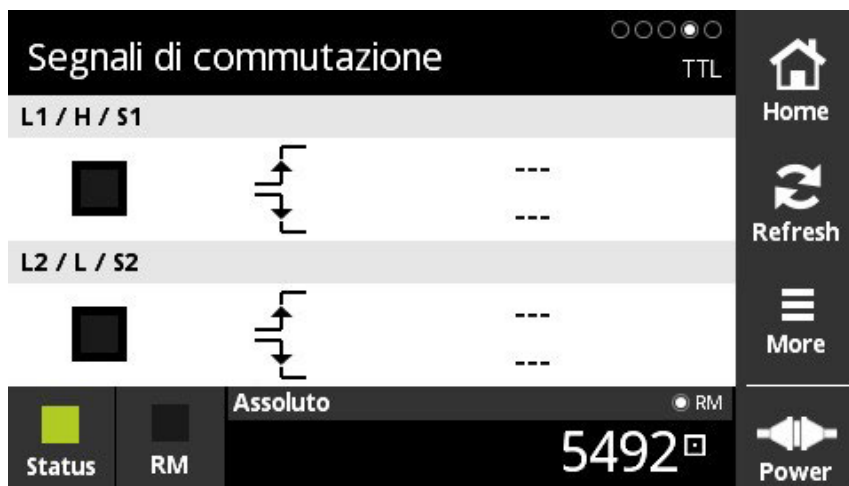 Segnali di commutazione
TTL
L1 / H / S1
---
---
L2 / L / S2
---
---
Status
RM
Assoluto
RM
5492
Home
Refresh
More
Power